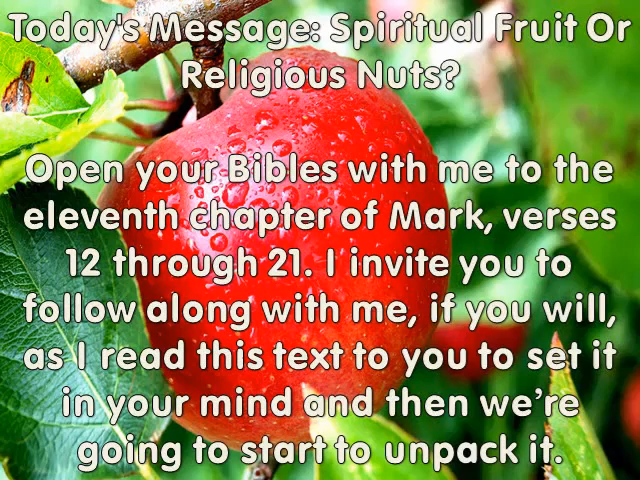 Today's Message: Spiritual Fruit Or
Religious Nuts?
Open your Bibles with me to the
eleventh chapter of Mark, verses
12 through 21. I invite you to
follow along with me, if you will,
as I read this text to you to set it
in your mind and then we’re
going to start to unpack it.